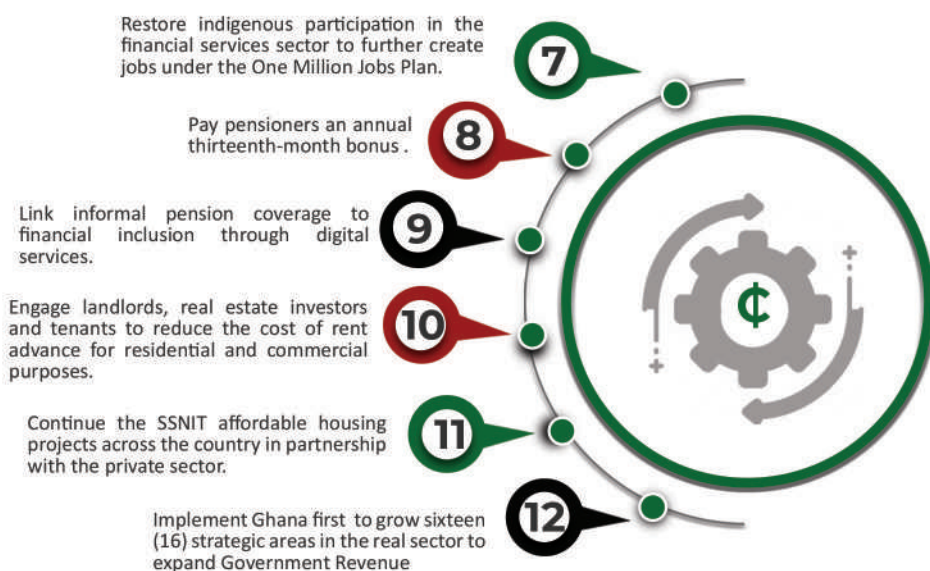 Restore indigenous participation in the
financial services sector to further create
jobs under the One Million Jobs Plan.
7
Pay pensioners an annual
thirteenth-month bonus .
8
Link informal pension coverage to
financial inclusion through digital
services.
9
Engage landlords, real estate investors
and tenants to reduce the cost of rent
advance for residential and commercial
purposes.
10
Continue the SSNIT affordable housing
projects across the country in partnership
with the private sector.
11
Implement Ghana first to grow sixteen
(16) strategic areas in the real sector to
expand Government Revenue
12
₵